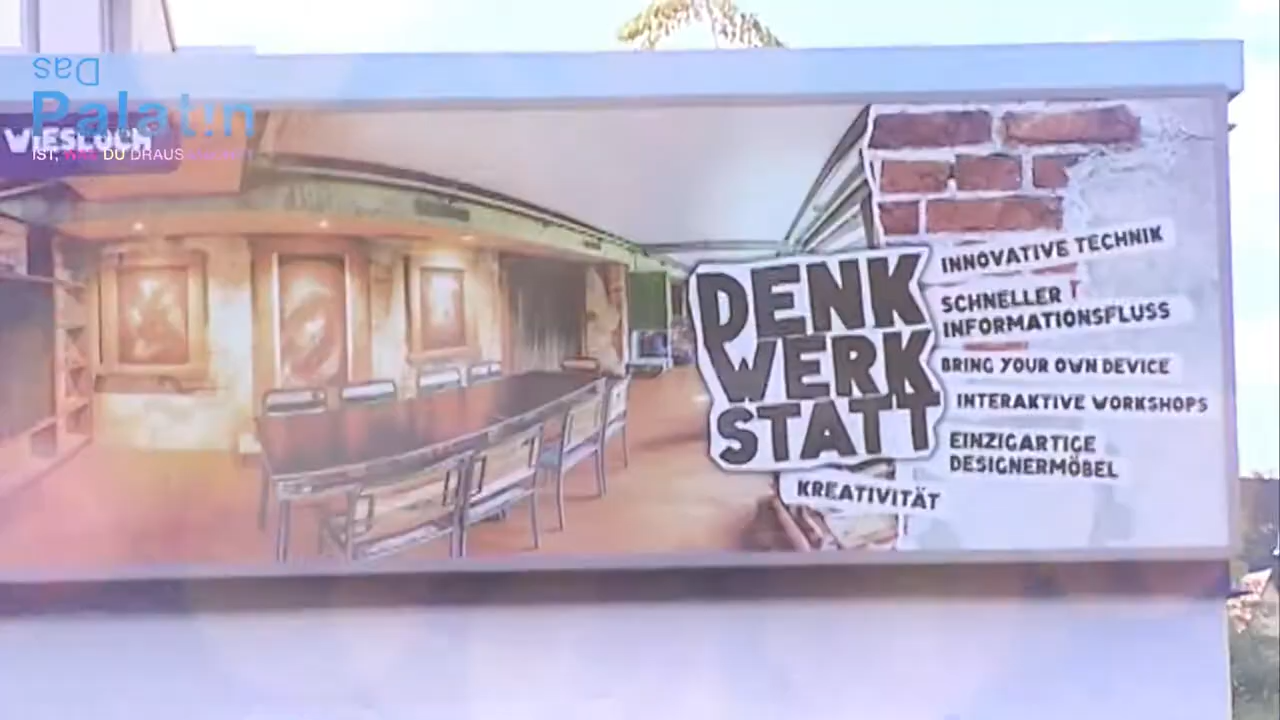 Das
Palatin
WIESLOCH
IST, WAS DU DRAUS
DENK
WERK
STATT
INNOVATIVE TECHNIK
SCHNELLER
INFORMATIONSFLUSS
BRING YOUR OWN DEVICE
INTERAKTIVE WORKSHOPS
EINZIGARTIGE
DESIGNERMÖBEL
KREATIVITÄT